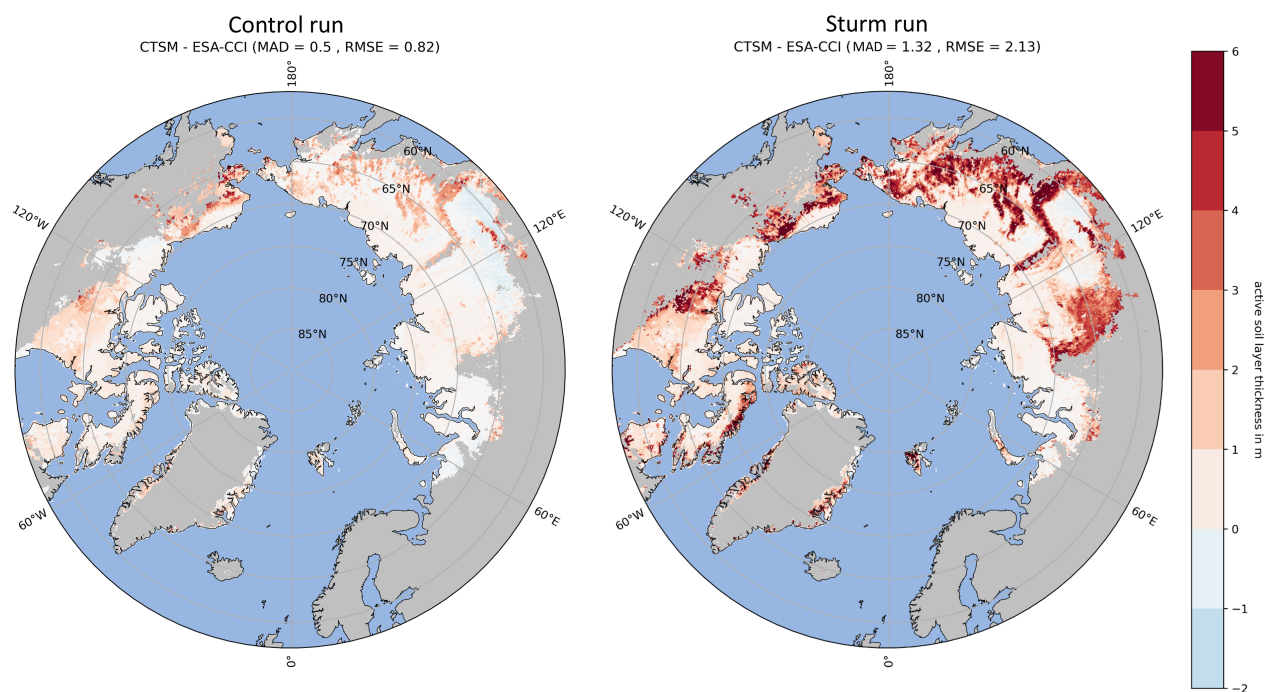 Control run
CTSM - ESA-CCI (MAD = 0.5 , RMSE = 0.82)
180°
60°N
65°N
70°N
75°N
80°N
85°N
120°W
120°E
60°W
60°E
0°
Sturm run
CTSM - ESA-CCI (MAD = 1.32 , RMSE = 2.13)
180°
60°N
65°N
70°N
75°N
80°N
85°N
120°W
120°E
60°W
60°E
0°
6
5
4
3
2
1
0
−1
−2
active soil layer thickness in m